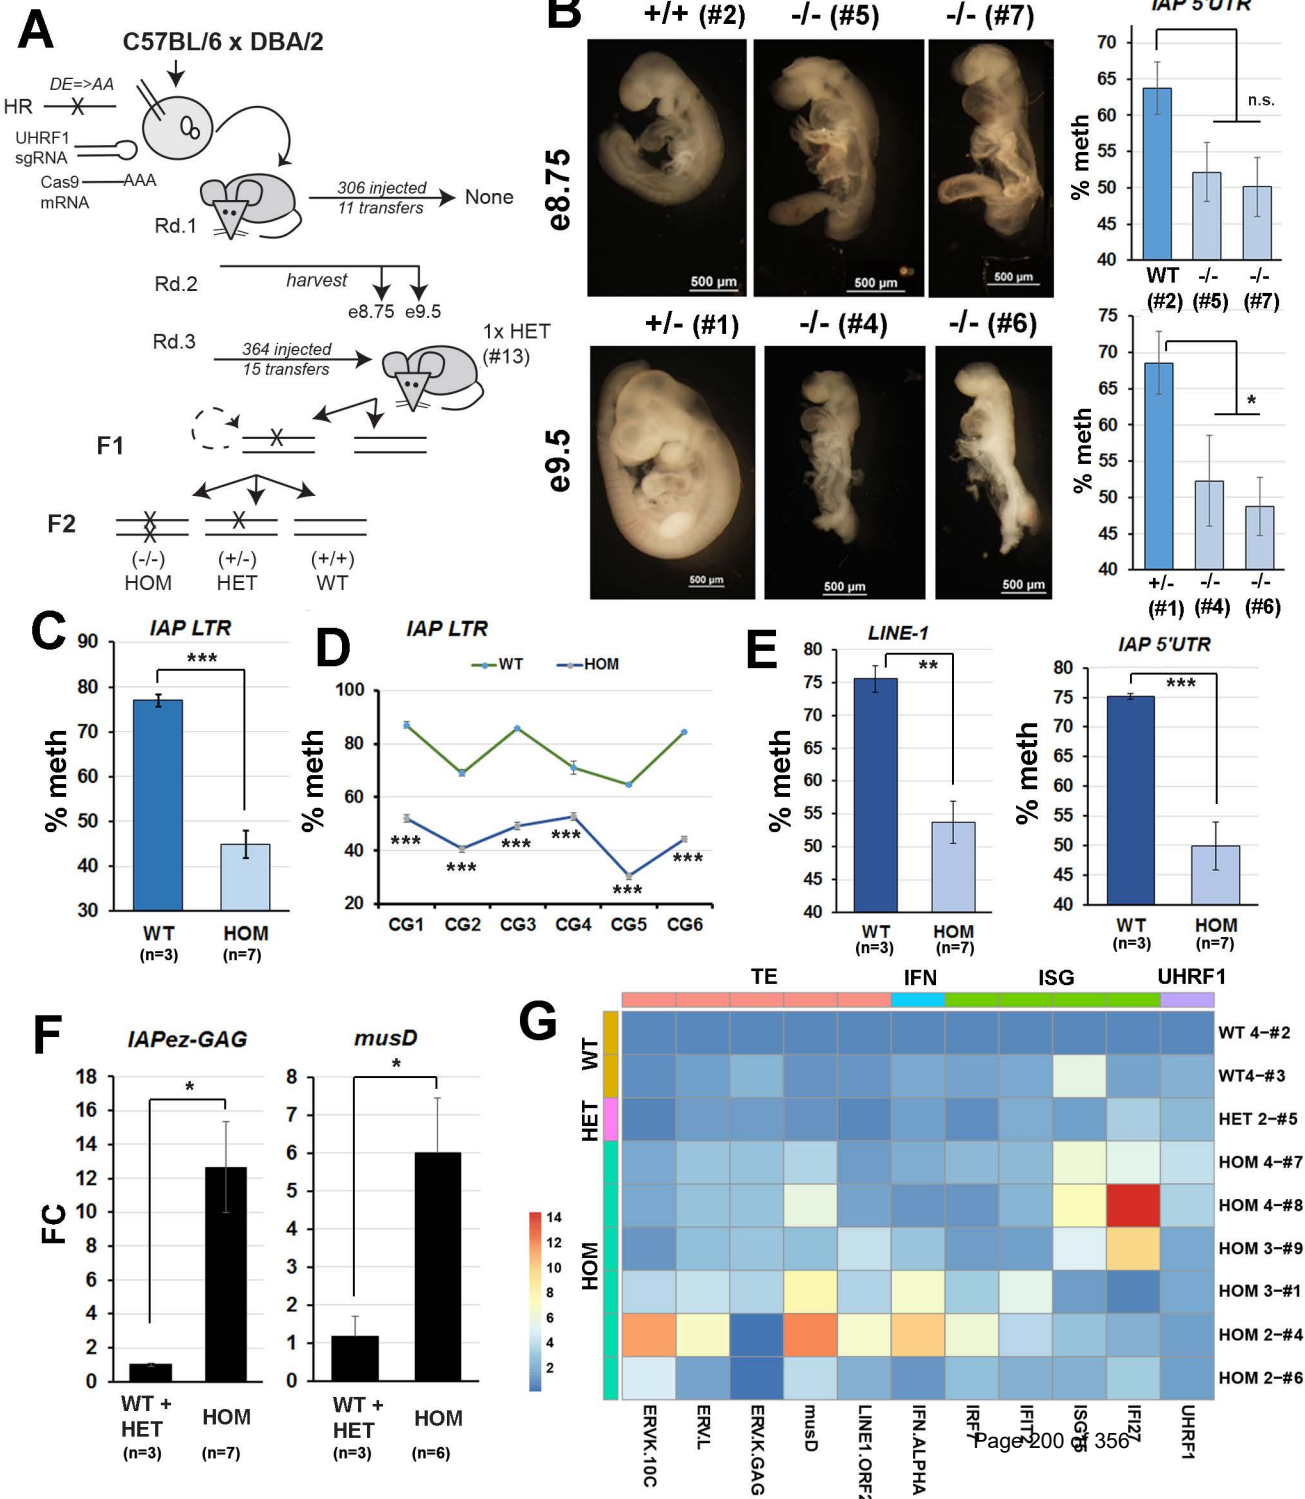 A
C57BL/6 x DBA/2
DE=>AA
HR
X
UHRF1
sgRNA
Cas9
AAA
mRNA
306 injected
11 transfers
None
Rd.1
Rd.2
harvest
e8.75 e9.5
Rd.3
364 injected
15 transfers
1x HET
(#13)
F1
X
F2
X
X
X
(-/-)
(+/-)
(+/+)
HOM
HET
WT
B
+/+ (#2)
-/- (#5)
-/- (#7)
e8.75
500 µm
500 µm
500 µm
+/- (#1)
-/- (#4)
-/- (#6)
e9.5
500 µm
500 µm
500 µm
IAP 5'UTR
% meth
70
65
60
55
50
45
40
n.s.
WT
-/-
-/-
(#2)
(#5)
(#7)
% meth
75
70
65
60
55
50
45
40
*
+/-
-/-
-/-
(#1)
(#4)
(#6)
C
IAP LTR
% meth
90
80
70
60
50
40
30
***
WT
HOM
(n=3)
(n=7)
D
IAP LTR
WT
HOM
% meth
100
80
60
40
20
***
***
***
***
***
***
CG1 CG2 CG3 CG4 CG5 CG6
E
LINE-1
% meth
80
75
70
65
60
55
50
45
40
**
WT
HOM
(n=3)
(n=7)
IAP 5'UTR
% meth
80
75
70
65
60
55
50
45
40
***
WT
HOM
(n=3)
(n=7)
F
IAPez-GAG
FC
18
16
14
12
10
8
6
4
2
0
*
WT +
HET
HOM
(n=3)
(n=7)
musD
8
7
6
5
4
3
2
1
0
*
WT +
HET
HOM
(n=3)
(n=6)
G
TE
IFN
ISG
UHRF1
WT
HET
HOM
WT 4-#2
WT4-#3
HET 2-#5
HOM 4-#7
HOM 4-#8
HOM 3-#9
HOM 3-#1
HOM 2-#4
HOM 2-#6
14
12
10
8
6
4
2
ERVK.10C
ERV.L
ERV.K.GAG
musD
LINE1.ORF2
IFN.ALPHA
IRF7
IFIT2
ISG15
IFI27
UHRF1
Page 200 of 356